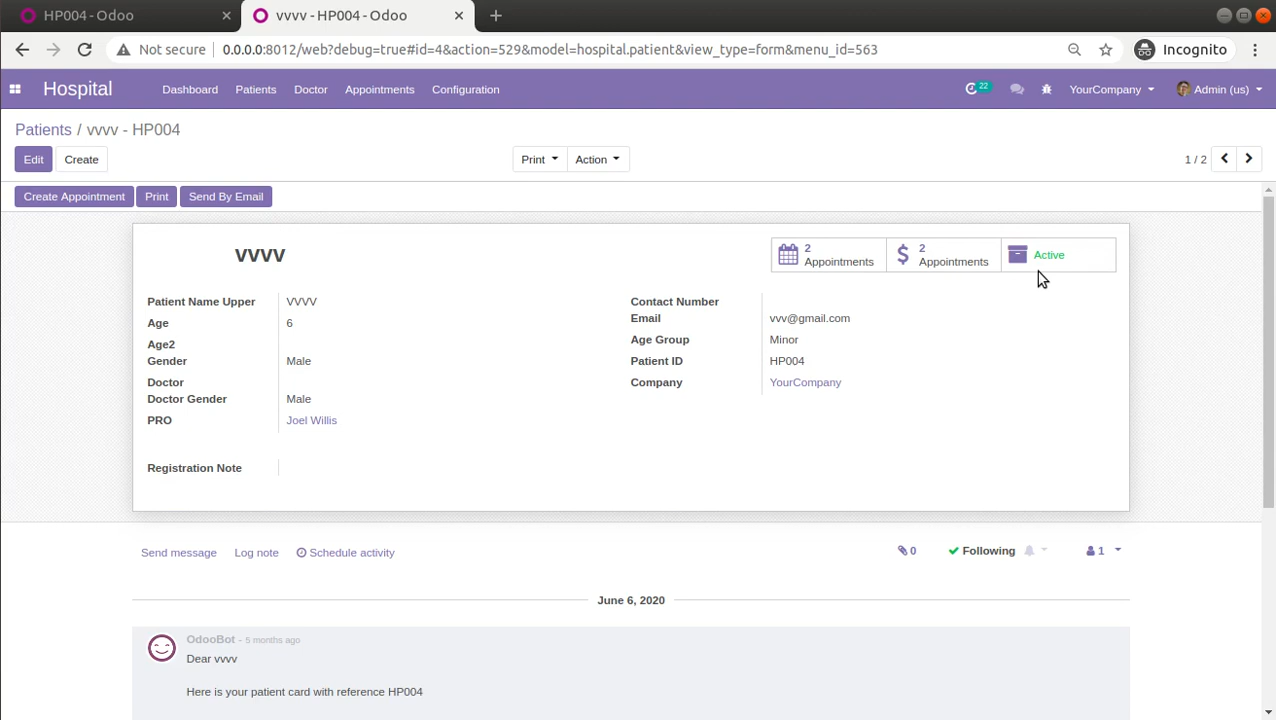 HP004 - Odoo
vvvv - HP004 - Odoo
Not secure 0.0.0.0:8012/web?debug=true#id=4&action=529&model=hospital.patient&view_type=form&menu_id=563
Incognito
Hospital Dashboard Patients Doctor Appointments Configuration 22 YourCompany Admin (us)
Patients / vvvv - HP004
Edit Create Print Action 1 / 2
Create Appointment Print Send By Email
vvvv
2 Appointments
2 Appointments
Active
Patient Name Upper VVVV
Age 6
Age2
Gender Male
Doctor
Doctor Gender Male
PRO Joel Willis
Contact Number
Email vvv@gmail.com
Age Group Minor
Patient ID HP004
Company YourCompany
Registration Note
Send message Log note Schedule activity 0 Following 1
June 6, 2020
OdooBot - 5 months ago
Dear vvvv
Here is your patient card with reference HP004